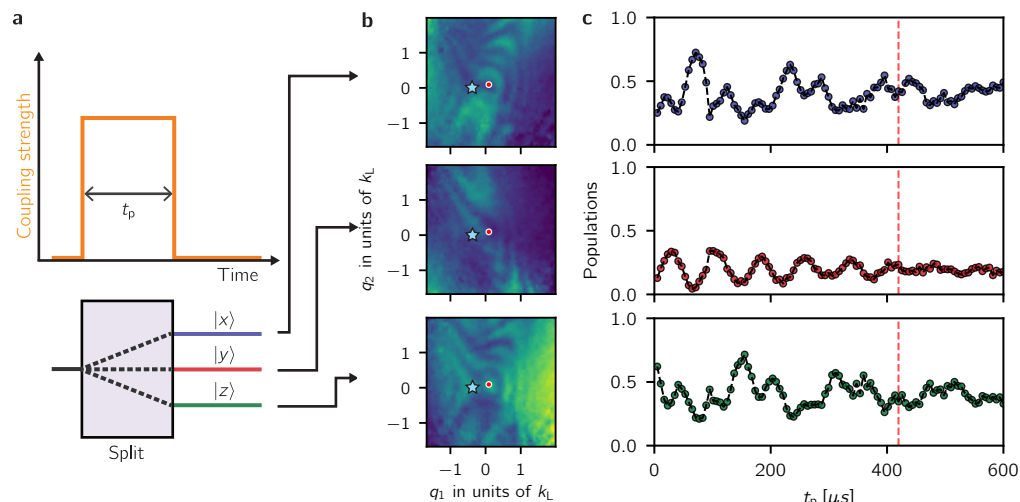 a
Coupling strength
t_p
Time
|x⟩
|y⟩
|z⟩
Split
b
1
0
−1
1
0
−1
1
0
−1
−1 0 1
q₂ in units of k_L
q₁ in units of k_L
c
1.0
0.5
0.0
1.0
0.5
0.0
1.0
0.5
0.0
0 200 400 600
Populations
t_p [μs]